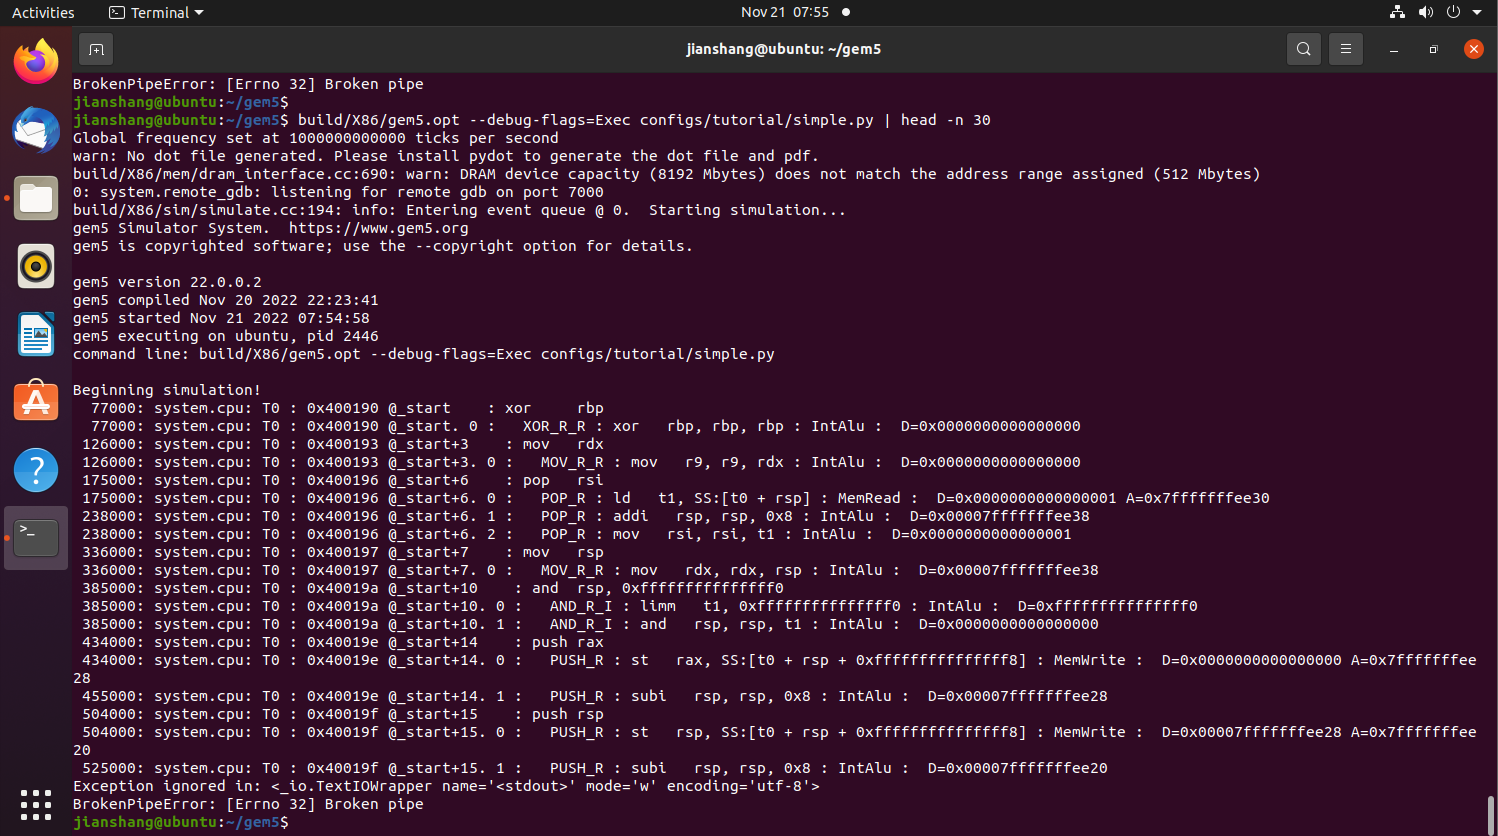 Activities
Terminal
Nov 21 07:55
jianshang@ubuntu: ~/gem5
BrokenPipeError: [Errno 32] Broken pipe
jianshang@ubuntu:~/gem5$
jianshang@ubuntu:~/gem5$ build/X86/gem5.opt --debug-flags=Exec configs/tutorial/simple.py | head -n 30
Global frequency set at 1000000000000 ticks per second
warn: No dot file generated. Please install pydot to generate the dot file and pdf.
build/X86/mem/dram_interface.cc:690: warn: DRAM device capacity (8192 Mbytes) does not match the address range assigned (512 Mbytes)
0: system.remote_gdb: listening for remote gdb on port 7000
build/X86/sim/simulate.cc:194: info: Entering event queue @ 0.  Starting simulation...
gem5 Simulator System.  https://www.gem5.org
gem5 is copyrighted software; use the --copyright option for details.
gem5 version 22.0.0.2
gem5 compiled Nov 20 2022 22:23:41
gem5 started Nov 21 2022 07:54:58
gem5 executing on ubuntu, pid 2446
command line: build/X86/gem5.opt --debug-flags=Exec configs/tutorial/simple.py
Beginning simulation!
77000: system.cpu: T0 : 0x400190 @_start    : xor     rbp
77000: system.cpu: T0 : 0x400190 @_start. 0 :   XOR_R_R : xor   rbp, rbp, rbp : IntAlu :  D=0x0000000000000000
126000: system.cpu: T0 : 0x400193 @_start+3    : mov   rdx
126000: system.cpu: T0 : 0x400193 @_start+3. 0 :   MOV_R_R : mov   r9, r9, rdx : IntAlu :  D=0x0000000000000000
175000: system.cpu: T0 : 0x400196 @_start+6    : pop   rsi
175000: system.cpu: T0 : 0x400196 @_start+6. 0 :   POP_R : ld   t1, SS:[t0 + rsp] : MemRead :  D=0x0000000000000001 A=0x7fffffffee30
238000: system.cpu: T0 : 0x400196 @_start+6. 1 :   POP_R : addi   rsp, rsp, 0x8 : IntAlu :  D=0x00007fffffffee38
238000: system.cpu: T0 : 0x400196 @_start+6. 2 :   POP_R : mov   rsi, rsi, t1 : IntAlu :  D=0x0000000000000001
336000: system.cpu: T0 : 0x400197 @_start+7    : mov   rsp
336000: system.cpu: T0 : 0x400197 @_start+7. 0 :   MOV_R_R : mov   rdx, rdx, rsp : IntAlu :  D=0x00007fffffffee38
385000: system.cpu: T0 : 0x40019a @_start+10    : and   rsp, 0xfffffffffffffff0
385000: system.cpu: T0 : 0x40019a @_start+10. 0 :   AND_R_I : limm   t1, 0xfffffffffffffff0 : IntAlu :  D=0xfffffffffffffff0
385000: system.cpu: T0 : 0x40019a @_start+10. 1 :   AND_R_I : and   rsp, rsp, t1 : IntAlu :  D=0x0000000000000000
434000: system.cpu: T0 : 0x40019e @_start+14    : push rax
434000: system.cpu: T0 : 0x40019e @_start+14. 0 :   PUSH_R : st   rax, SS:[t0 + rsp + 0xfffffffffffffff8] : MemWrite :  D=0x0000000000000000 A=0x7fffffffee
28
455000: system.cpu: T0 : 0x40019e @_start+14. 1 :   PUSH_R : subi   rsp, rsp, 0x8 : IntAlu :  D=0x00007fffffffee28
504000: system.cpu: T0 : 0x40019f @_start+15    : push rsp
504000: system.cpu: T0 : 0x40019f @_start+15. 0 :   PUSH_R : st   rsp, SS:[t0 + rsp + 0xfffffffffffffff8] : MemWrite :  D=0x00007fffffffee28 A=0x7fffffffee
20
525000: system.cpu: T0 : 0x40019f @_start+15. 1 :   PUSH_R : subi   rsp, rsp, 0x8 : IntAlu :  D=0x00007fffffffee20
Exception ignored in: <_io.TextIOWrapper name='<stdout>' mode='w' encoding='utf-8'>
BrokenPipeError: [Errno 32] Broken pipe
jianshang@ubuntu:~/gem5$